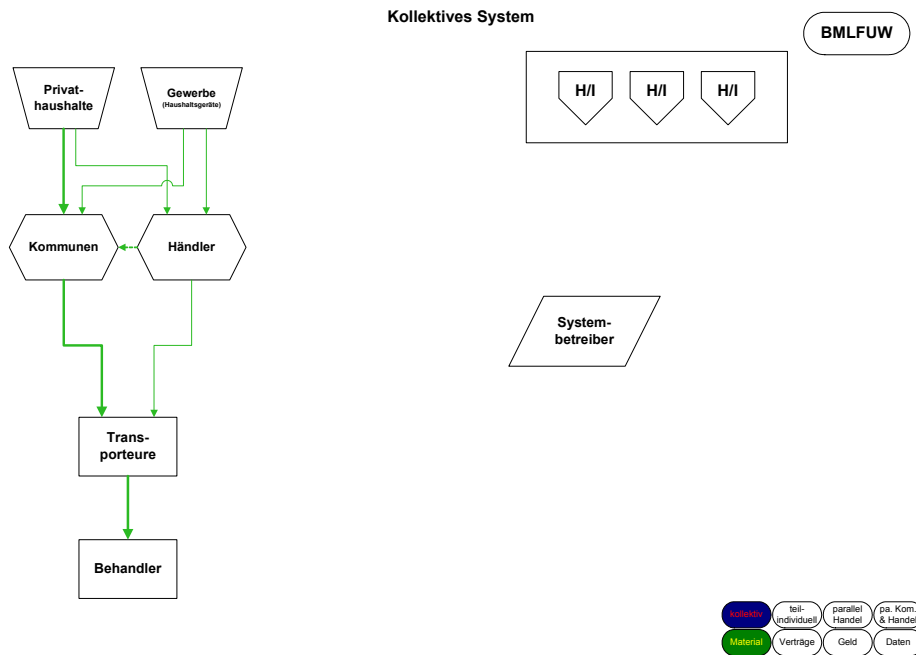 Kollektives System
BMLFUW
Privat-
haushalte
Gewerbe
(Haushaltsgeräte)
H/I
H/I
H/I
Kommunen
Händler
System-
betreiber
Trans-
porteure
Behandler
kollektiv
teil-
individuell
parallel
Handel
pa. Kom.
& Handel
Material
Verträge
Geld
Daten